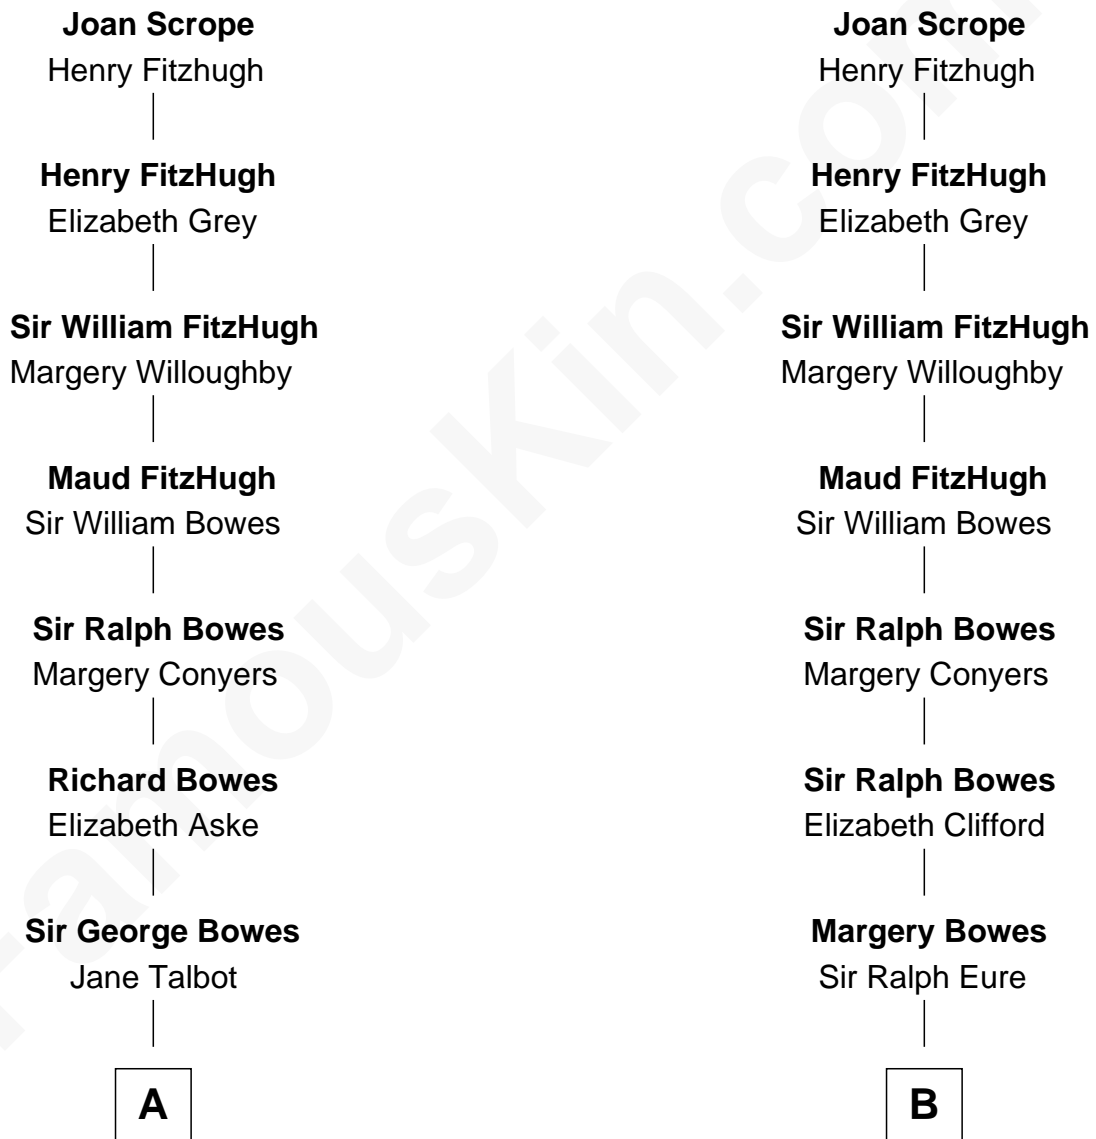 Joan Scrope
Henry Fitzhugh
Henry FitzHugh
Elizabeth Grey
Sir William FitzHugh
Margery Willoughby
Maud FitzHugh
Sir William Bowes
Sir Ralph Bowes
Margery Conyers
Richard Bowes
Elizabeth Aske
Sir George Bowes
Jane Talbot
A
Joan Scrope
Henry Fitzhugh
Henry FitzHugh
Elizabeth Grey
Sir William FitzHugh
Margery Willoughby
Maud FitzHugh
Sir William Bowes
Sir Ralph Bowes
Margery Conyers
Sir Ralph Bowes
Elizabeth Clifford
Margery Bowes
Sir Ralph Eure
B
FamousKin.com